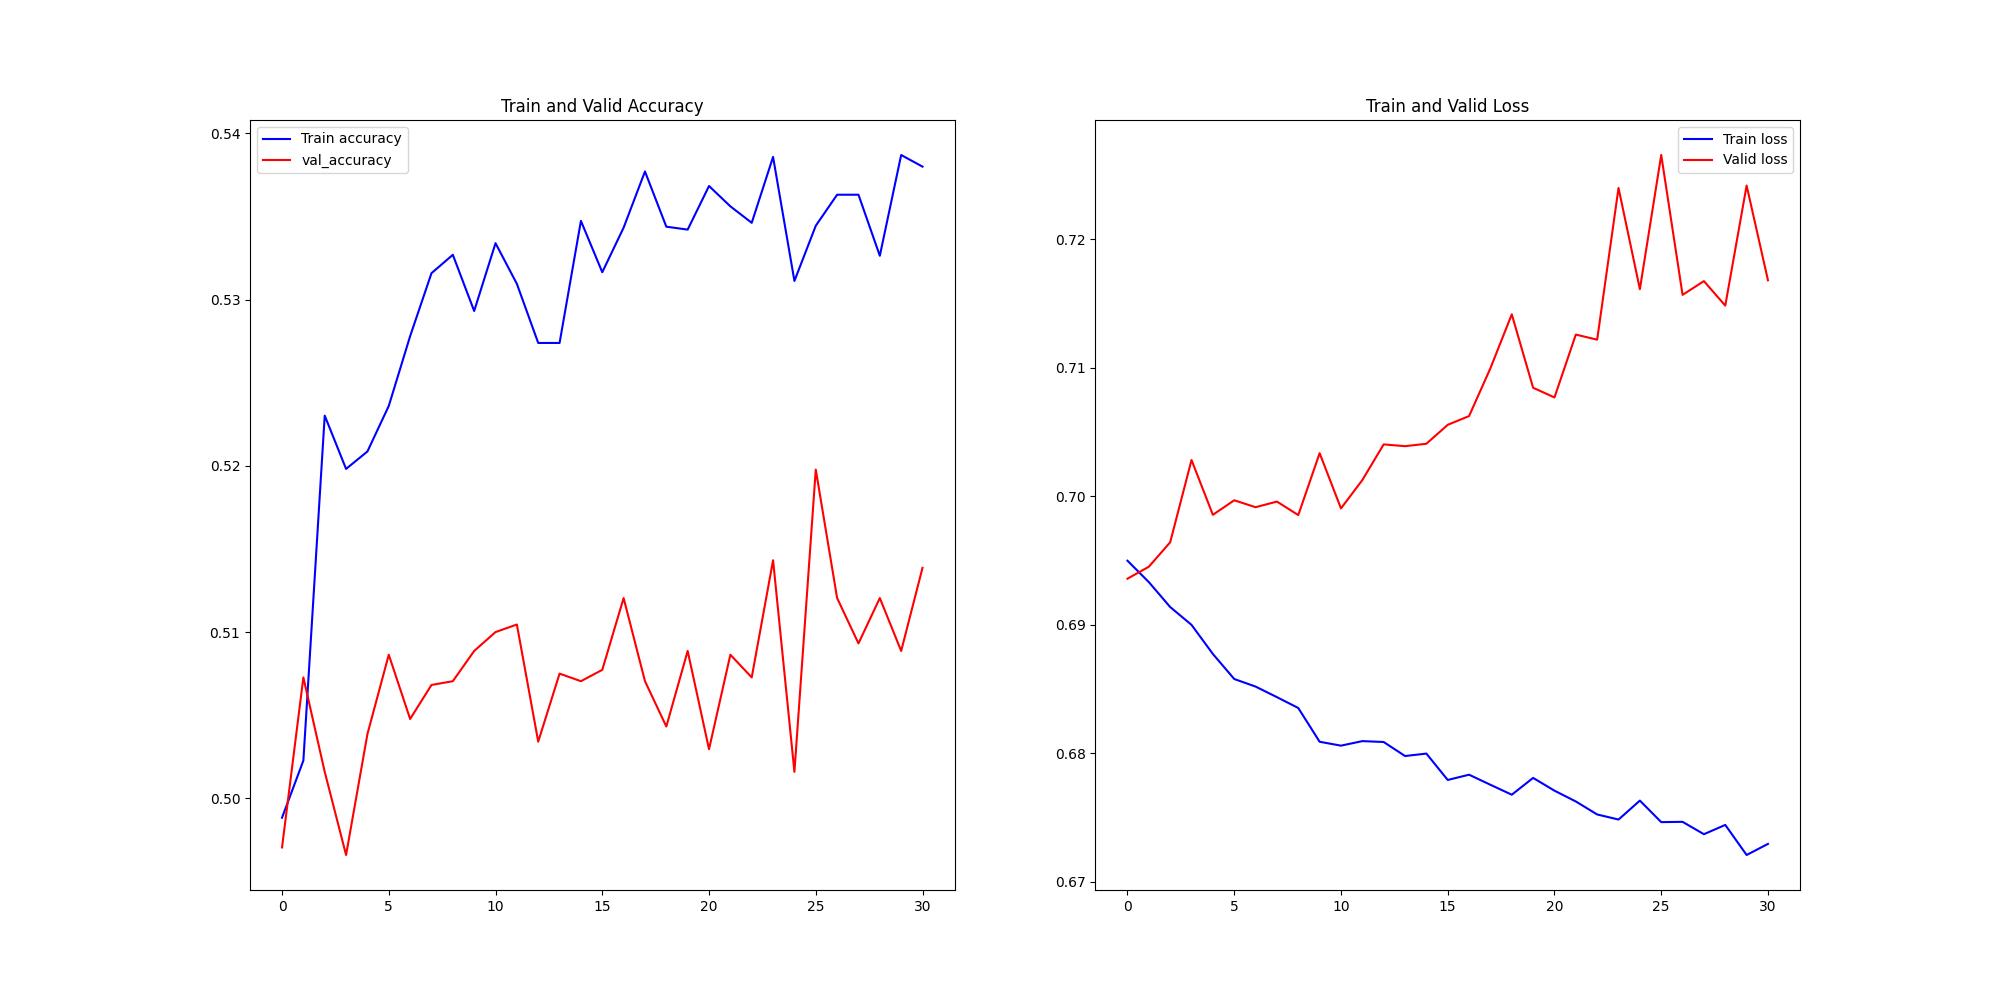 Train and Valid Accuracy
Train accuracy
val_accuracy
0.54
0.53
0.52
0.51
0.50
0 5 10 15 20 25 30
Train and Valid Loss
Train loss
Valid loss
0.72
0.71
0.70
0.69
0.68
0.67
0 5 10 15 20 25 30